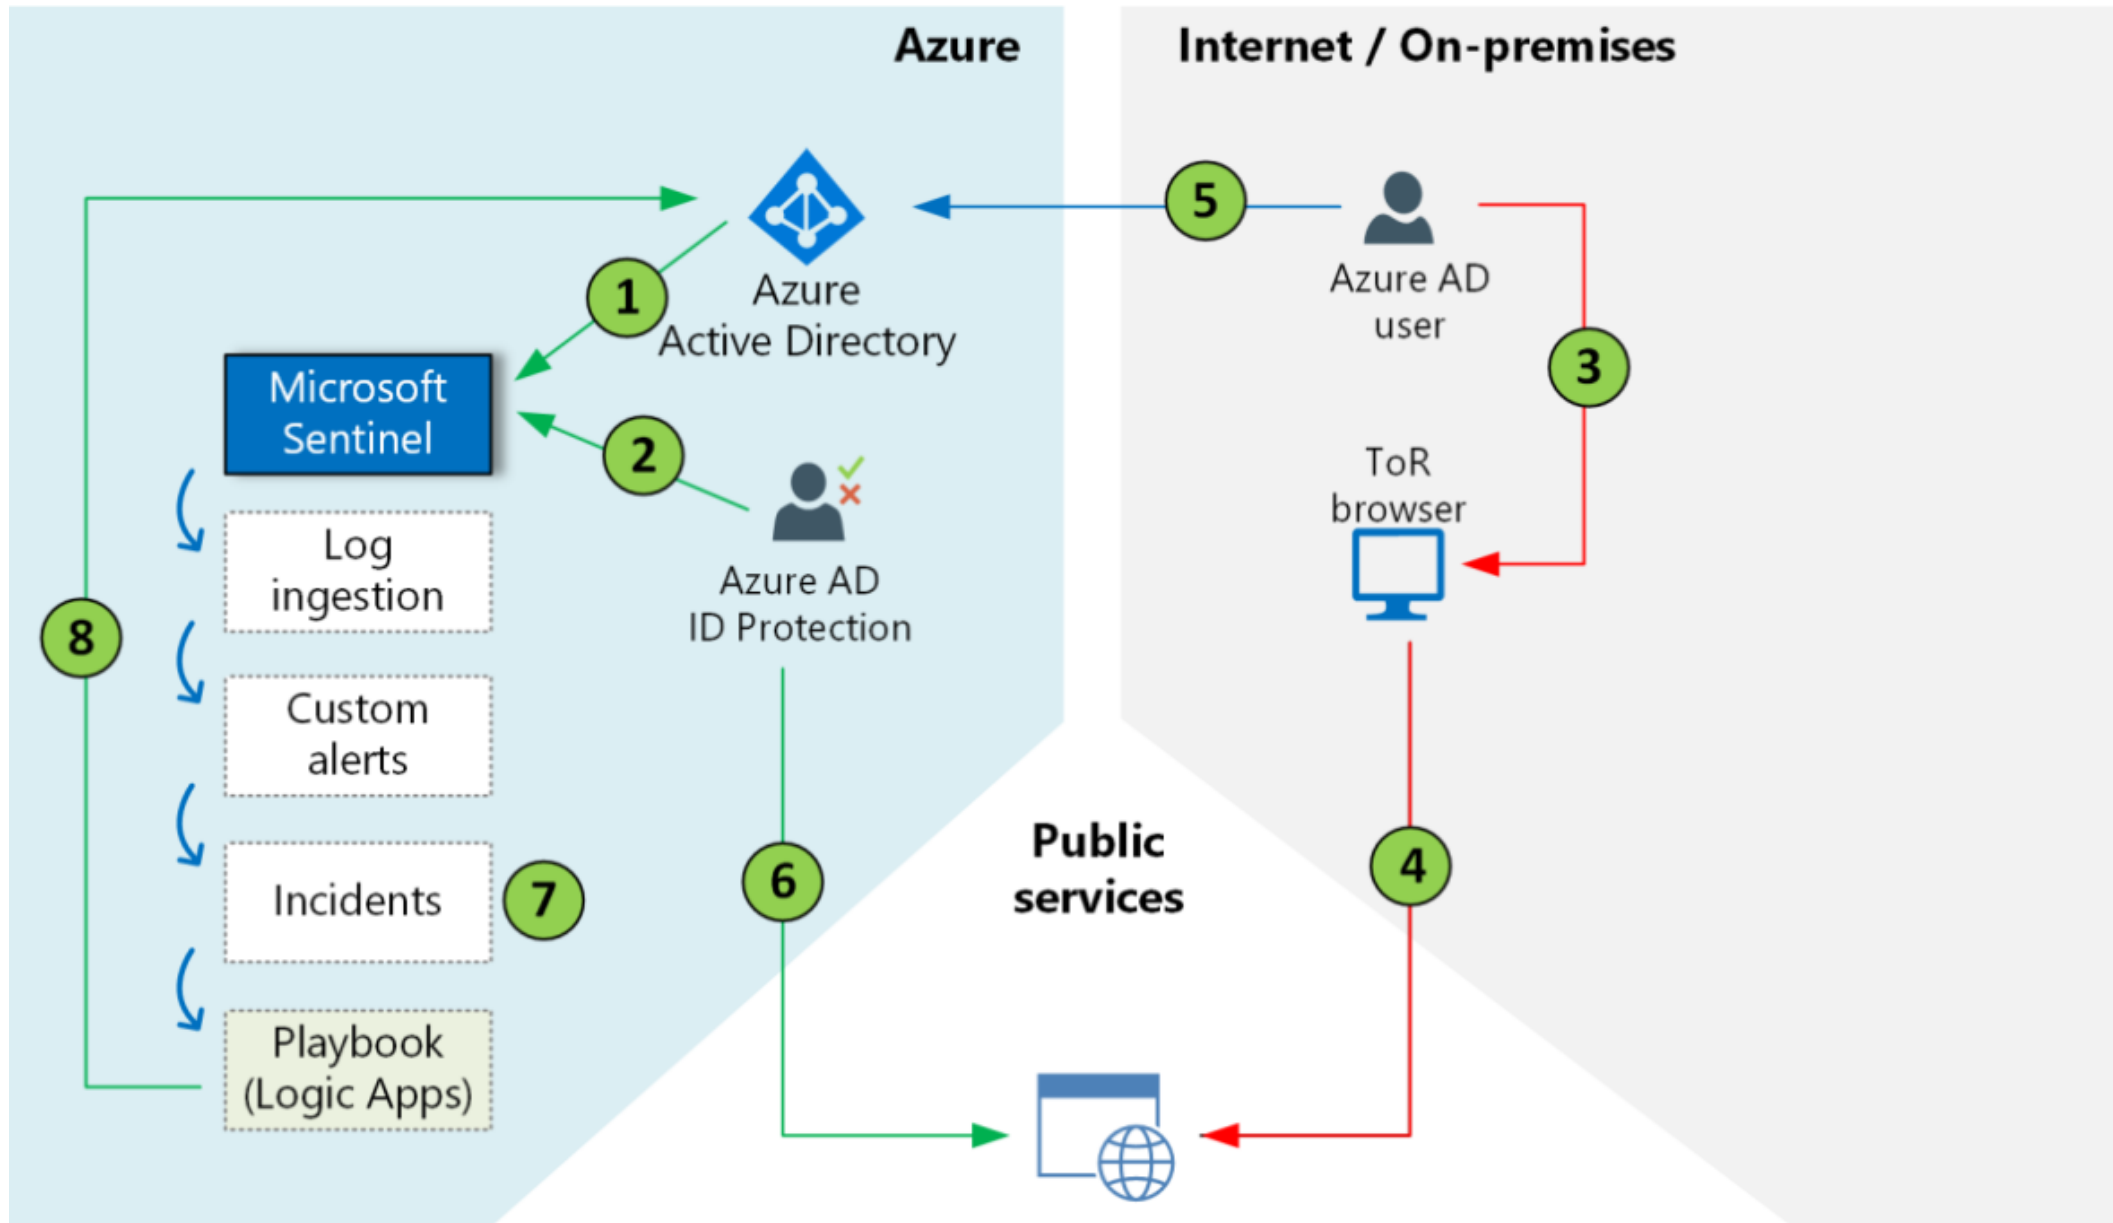 Azure
Internet / On-premises
5
Azure
Active Directory
Azure AD
user
1
3
Microsoft
Sentinel
2
ToR
browser
Log
ingestion
Azure AD
ID Protection
8
Custom
alerts
Public
services
6
4
Incidents
7
Playbook
(Logic Apps)